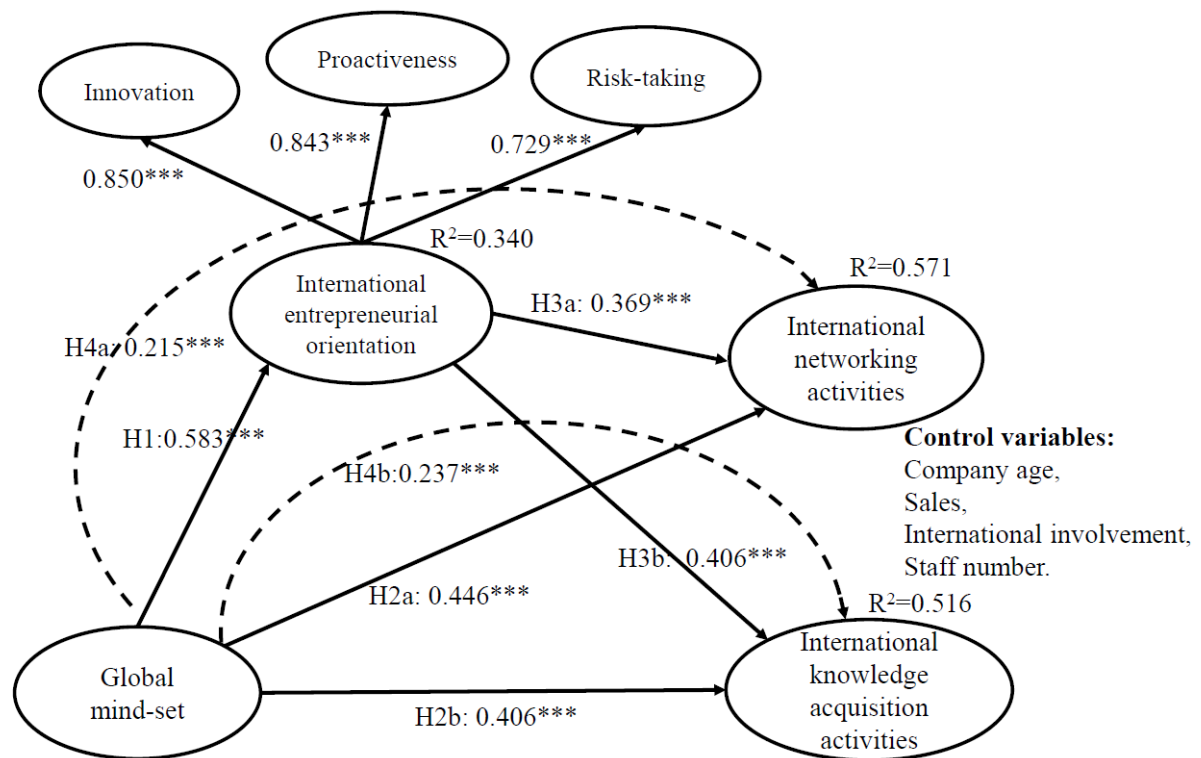 Proactiveness
Innovation
Risk-taking
0.843***
0.729***
0.850***
R²=0.340
R²=0.571
International
entrepreneurial
orientation
H3a: 0.369***
International
networking
activities
H4a: 0.215***
H1:0.583***
Control variables:
Company age,
Sales,
International involvement,
Staff number.
H4b:0.237***
H3b: 0.406***
H2a: 0.446***
R²=0.516
Global
mind-set
International
knowledge
acquisition
activities
H2b: 0.406***